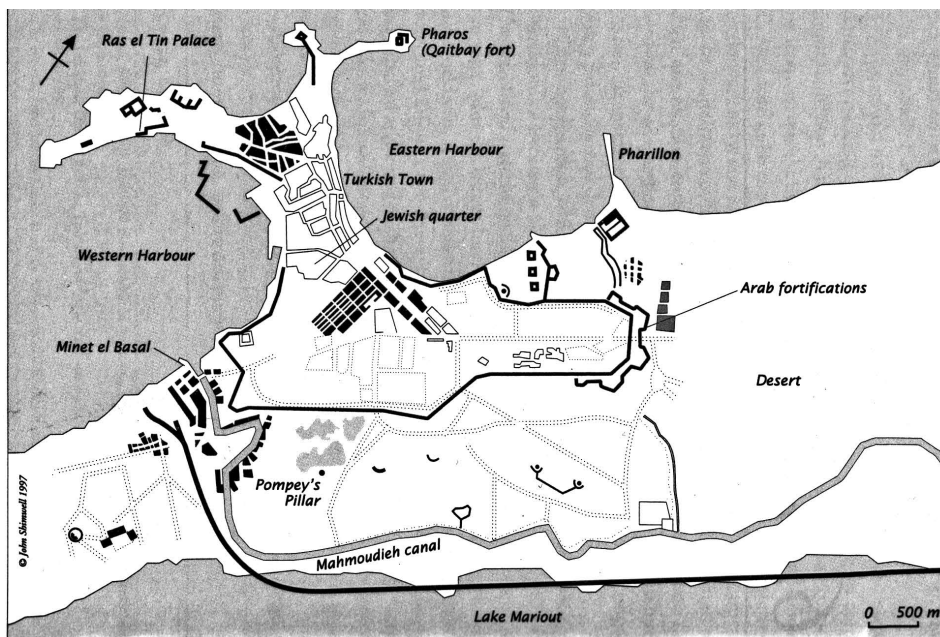 Ras el Tin Palace
Pharos
(Qaitbay fort)
Eastern Harbour
Pharillon
Turkish Town
Jewish quarter
Western Harbour
Arab fortifications
Minet el Basal
Desert
Pompey's
Pillar
© John Shimwell 1997
Mahmoudieh canal
Lake Mariout
0 500 m